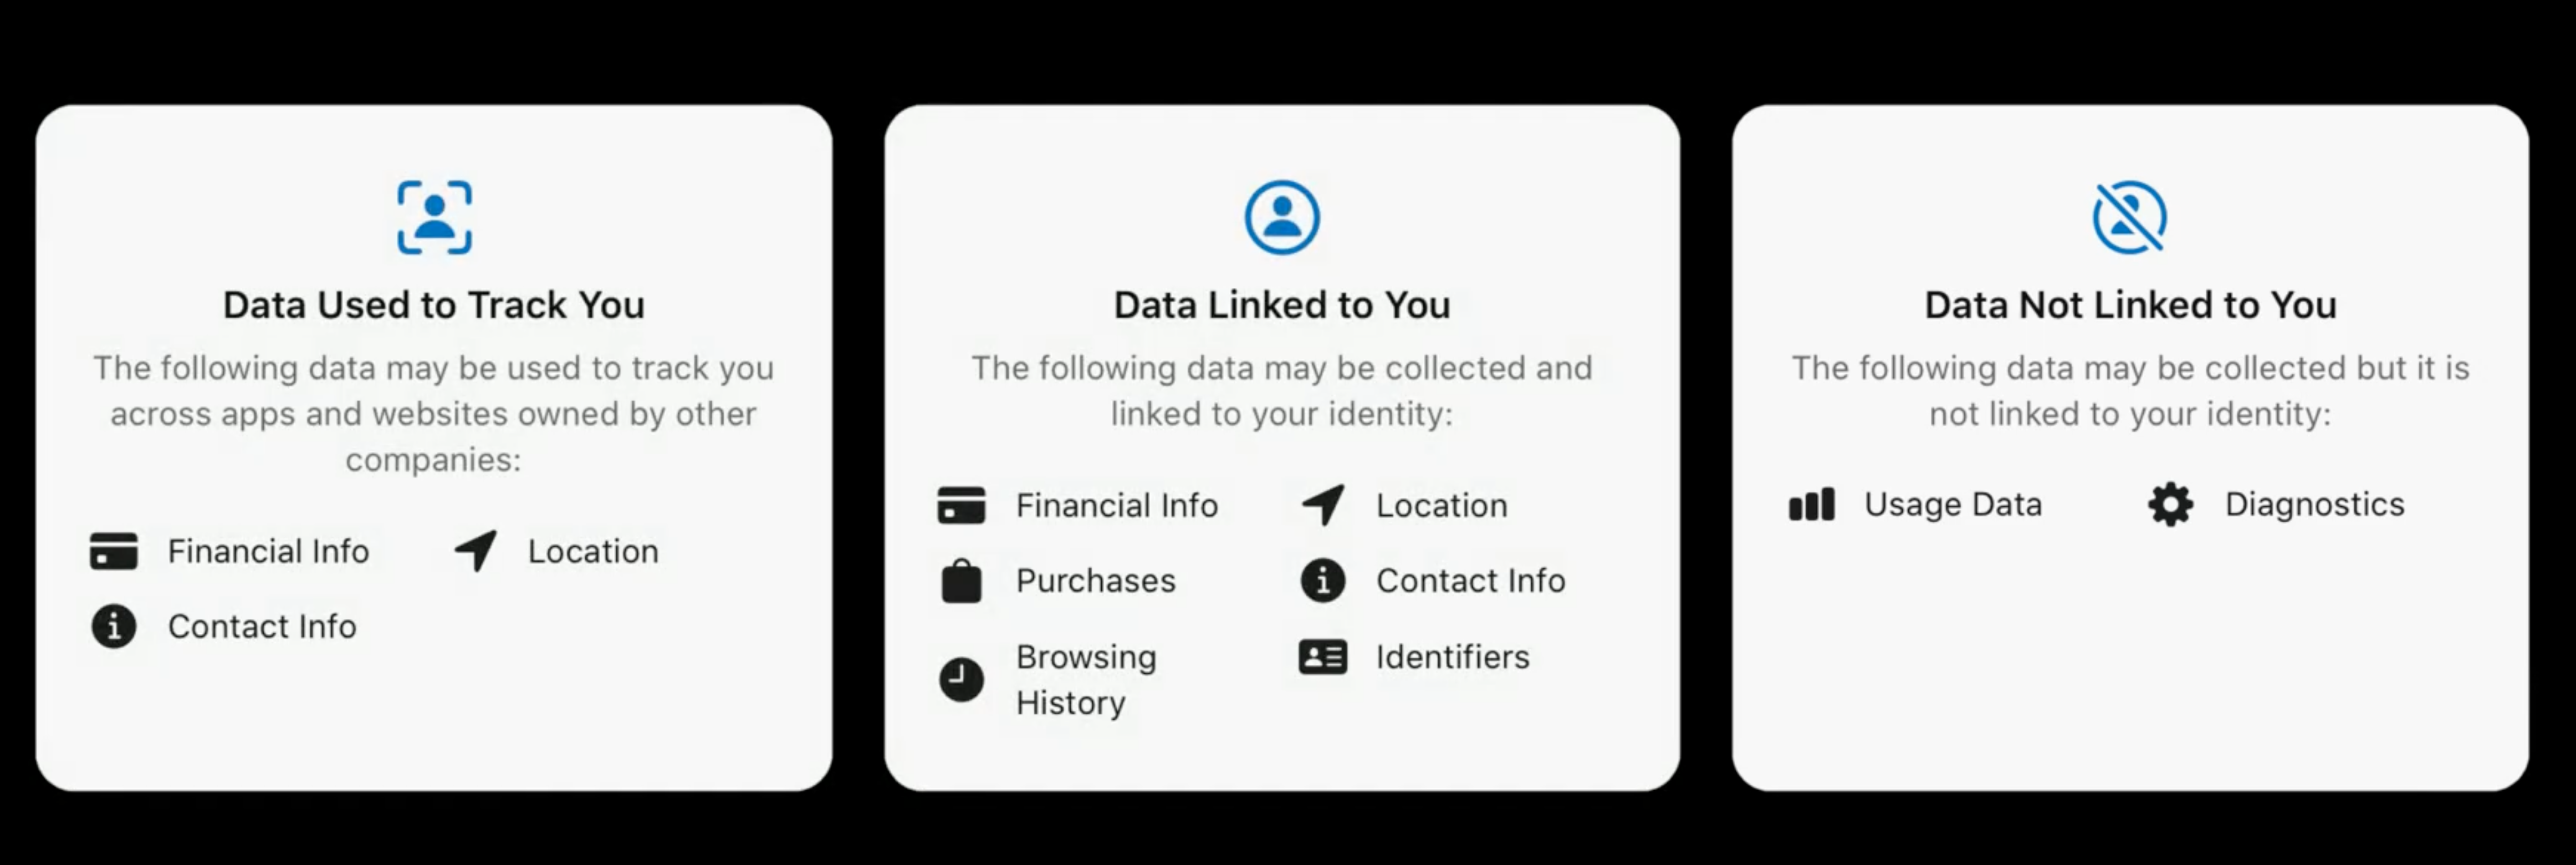 Data Used to Track You
The following data may be used to track you
across apps and websites owned by other
companies:
Financial Info
Location
Contact Info
Data Linked to You
The following data may be collected and
linked to your identity:
Financial Info
Location
Purchases
Contact Info
Browsing
History
Identifiers
Data Not Linked to You
The following data may be collected but it is
not linked to your identity:
Usage Data
Diagnostics